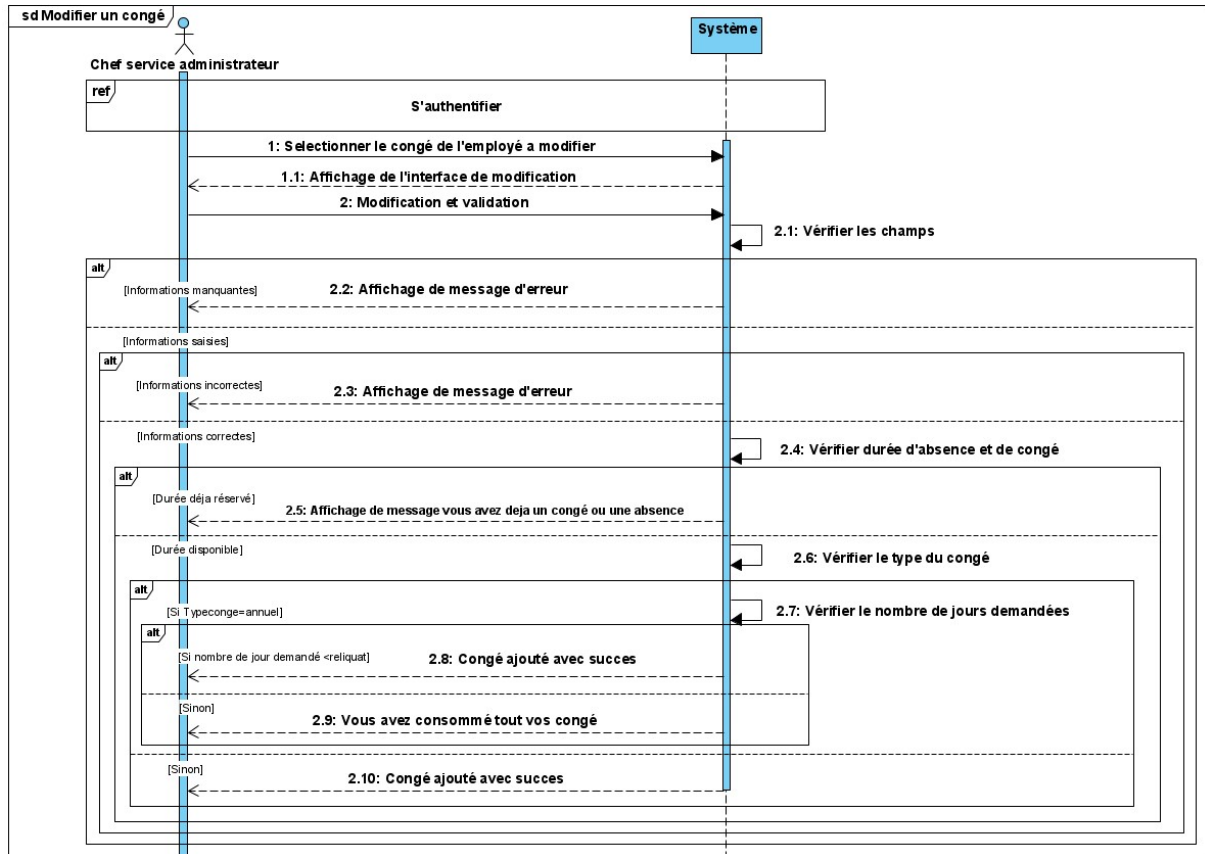 sd Modifier un congé
Système
Chef service administrateur
ref
S'authentifier
1: Selectionner le congé de l'employé a modifier
1.1: Affichage de l'interface de modification
2: Modification et validation
2.1: Vérifier les champs
alt
[Informations manquantes]
2.2: Affichage de message d'erreur
[Informations saisies]
alt
[Informations incorrectes]
2.3: Affichage de message d'erreur
[Informations correctes]
2.4: Vérifier durée d'absence et de congé
alt
[Durée déja réservé]
2.5: Affichage de message vous avez deja un congé ou une absence
[Durée disponible]
2.6: Vérifier le type du congé
alt
[Si Typeconge=annuel]
2.7: Vérifier le nombre de jours demandées
alt
[Si nombre de jour demandé <reliquat]
2.8: Congé ajouté avec succes
[Sinon]
2.9: Vous avez consommé tout vos congé
[Sinon]
2.10: Congé ajouté avec succes